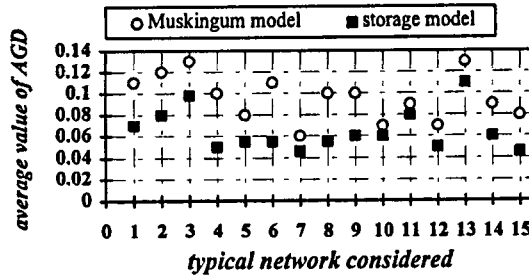 Muskingum model storage model
average value of AGD
0.14
0.12
0.1
0.08
0.06
0.04
0.02
0
0 1 2 3 4 5 6 7 8 9 10 11 12 13 14 15
typical network considered